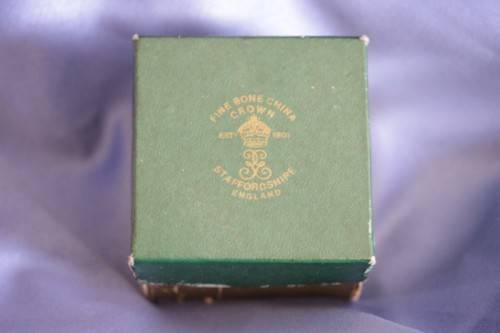 FINE BONE CHINA
CROWN
EST? 1801
STAFFORDSHIRE
ENGLAND